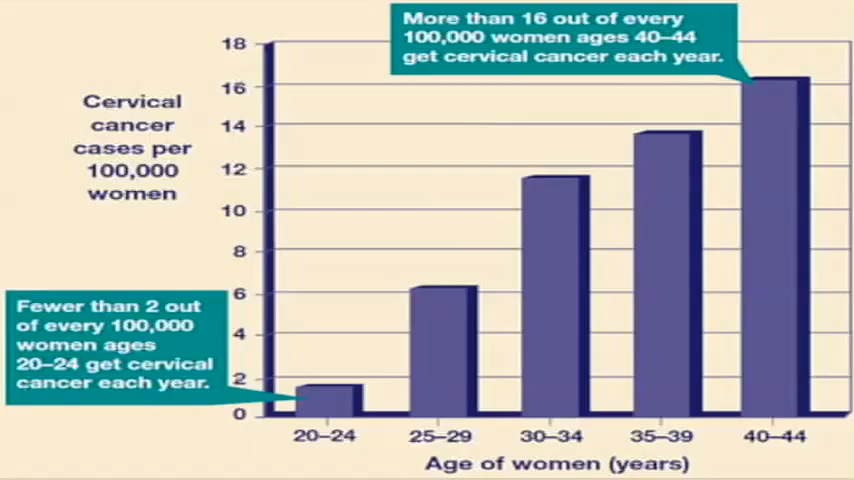 More than 16 out of every
100,000 women ages 40–44
get cervical cancer each year.
Cervical
cancer
cases per
100,000
women
18
16
14
12
10
8
6
4
2
0
Fewer than 2 out
of every 100,000
women ages
20–24 get cervical
cancer each year.
20–24 25–29 30–34 35–39 40–44
Age of women (years)